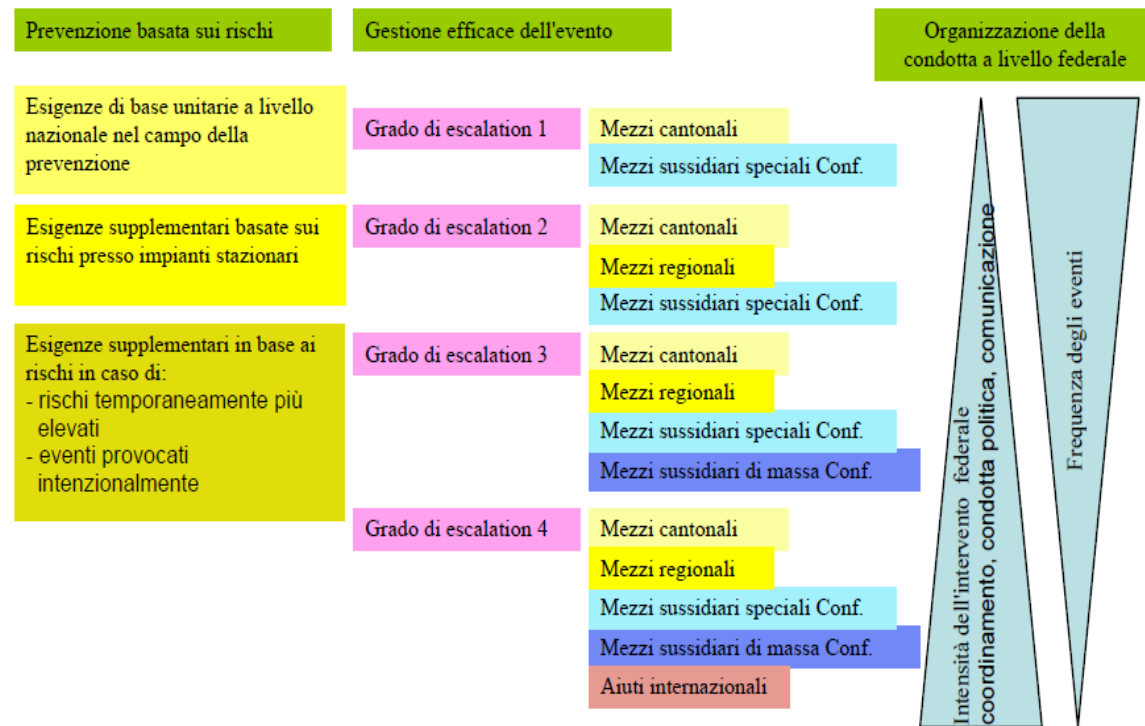 Prevenzione basata sui rischi
Gestione efficace dell'evento
Organizzazione della
condotta a livello federale
Esigenze di base unitarie a livello
nazionale nel campo della
prevenzione
Esigenze supplementari basate sui
rischi presso impianti stazionari
Esigenze supplementari in base ai
rischi in caso di:
- rischi temporaneamente più
elevati
- eventi provocati
intenzionalmente
Grado di escalation 1
Mezzi cantonali
Mezzi sussidiari speciali Conf.
Grado di escalation 2
Mezzi cantonali
Mezzi regionali
Mezzi sussidiari speciali Conf.
Grado di escalation 3
Mezzi cantonali
Mezzi regionali
Mezzi sussidiari speciali Conf.
Mezzi sussidiari di massa Conf.
Grado di escalation 4
Mezzi cantonali
Mezzi regionali
Mezzi sussidiari speciali Conf.
Mezzi sussidiari di massa Conf.
Aiuti internazionali
Intensità dell'intervento federale
coordinamento, condotta politica, comunicazione
Frequenza degli eventi